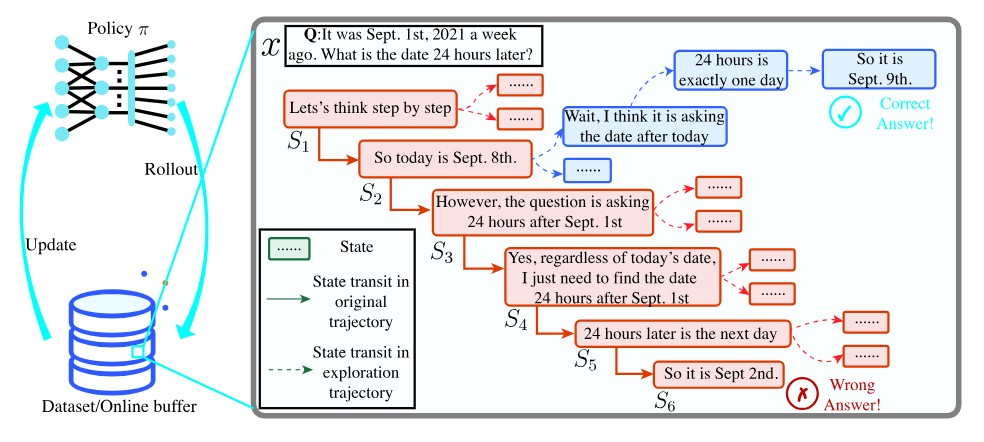 Policy π
Rollout
Update
Dataset/Online buffer
x
Q:It was Sept. 1st, 2021 a week
ago. What is the date 24 hours later?
Lets's think step by step
......
......
S1
So today is Sept. 8th.
Wait, I think it is asking
the date after today
24 hours is
exactly one day
So it is
Sept. 9th.
Correct
Answer!
......
S2
However, the question is asking
24 hours after Sept. 1st
......
......
S3
Yes, regardless of today's date,
I just need to find the date
24 hours after Sept. 1st
......
......
S4
24 hours later is the next day
......
......
S5
So it is Sept 2nd.
S6
Wrong
Answer!
......
State
State transit in
original
trajectory
State transit in
exploration
trajectory